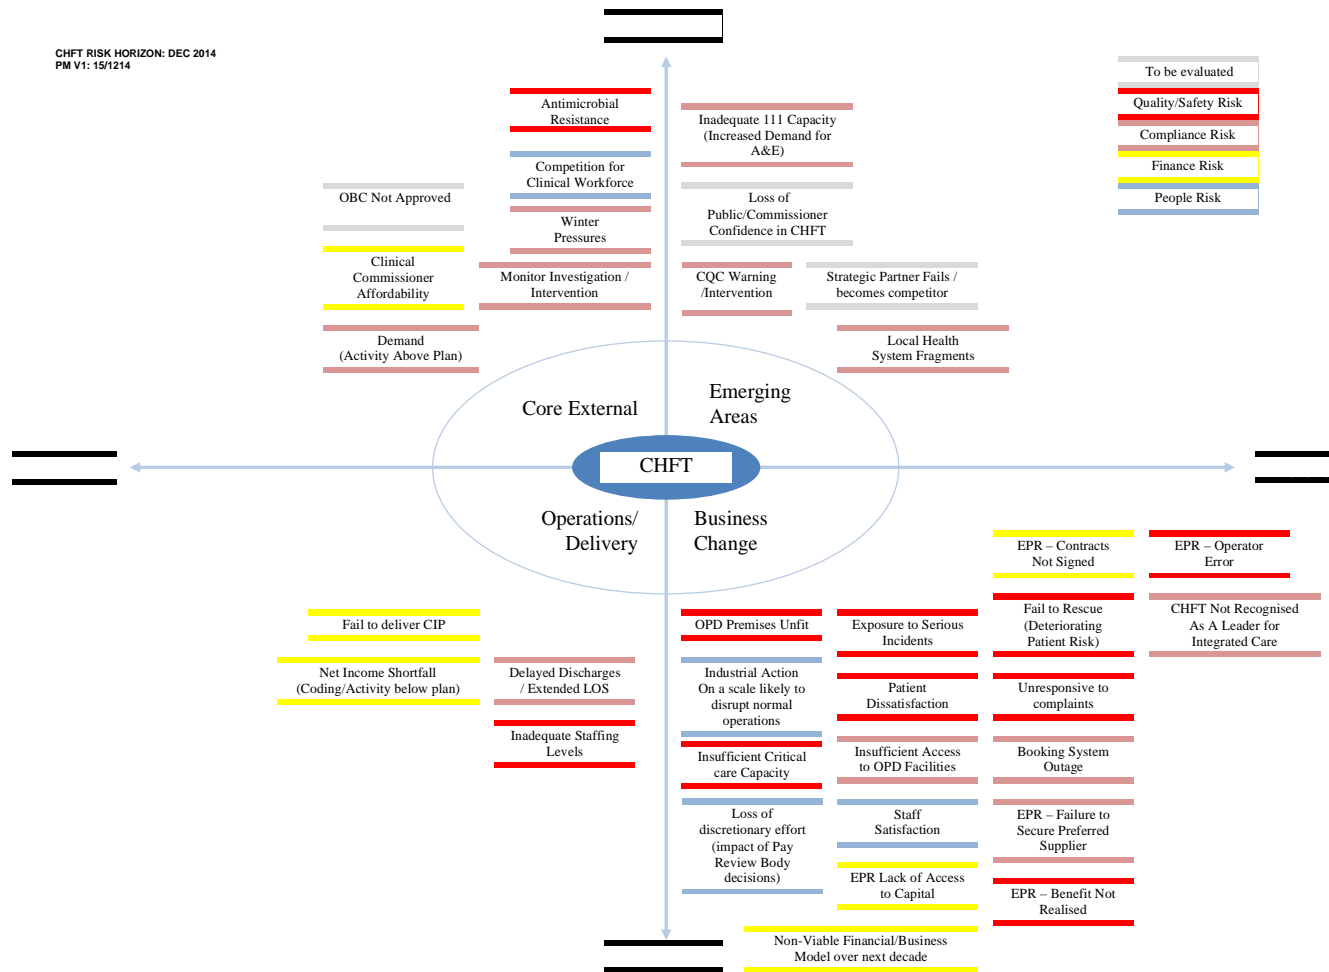 CHFT RISK HORIZON: DEC 2014
PM V1: 15/1214
To be evaluated
Quality/Safety Risk
Compliance Risk
Finance Risk
People Risk
Antimicrobial
Resistance
Competition for
Clinical Workforce
Winter
Pressures
Monitor Investigation /
Intervention
OBC Not Approved
Clinical
Commissioner
Affordability
Demand
(Activity Above Plan)
Inadequate 111 Capacity
(Increased Demand for
A&E)
Loss of
Public/Commissioner
Confidence in CHFT
CQC Warning
/Intervention
Strategic Partner Fails /
becomes competitor
Local Health
System Fragments
Core External
Emerging
Areas
CHFT
Operations/
Delivery
Business
Change
Fail to deliver CIP
Net Income Shortfall
(Coding/Activity below plan)
Delayed Discharges
/ Extended LOS
Inadequate Staffing
Levels
OPD Premises Unfit
Industrial Action
On a scale likely to
disrupt normal
operations
Insufficient Critical
care Capacity
Loss of
discretionary effort
(impact of Pay
Review Body
decisions)
Exposure to Serious
Incidents
Patient
Dissatisfaction
Insufficient Access
to OPD Facilities
Staff
Satisfaction
EPR Lack of Access
to Capital
Non-Viable Financial/Business
Model over next decade
EPR – Contracts
Not Signed
Fail to Rescue
(Deteriorating
Patient Risk)
Unresponsive to
complaints
Booking System
Outage
EPR – Failure to
Secure Preferred
Supplier
EPR – Benefit Not
Realised
EPR – Operator
Error
CHFT Not Recognised
As A Leader for
Integrated Care